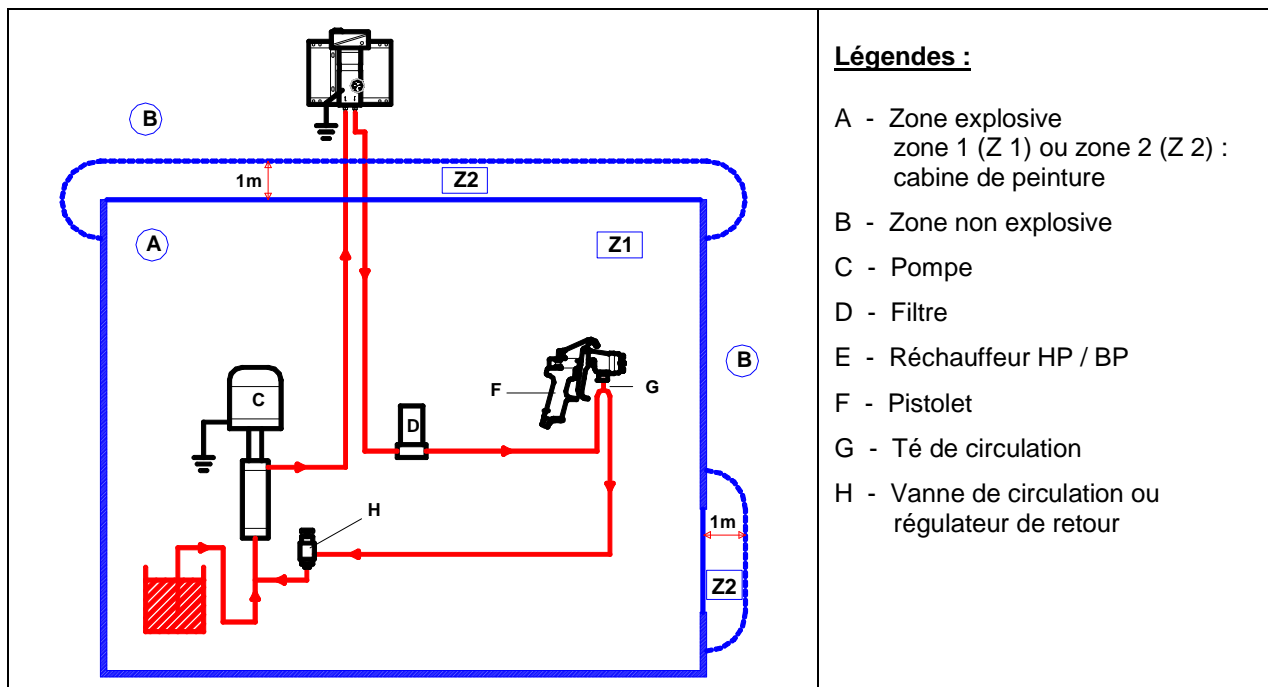 B
1m
Z2
A
Z1
B
C
F
G
D
H
1m
Z2
Légendes :
A - Zone explosive
zone 1 (Z 1) ou zone 2 (Z 2) :
cabine de peinture
B - Zone non explosive
C - Pompe
D - Filtre
E - Réchauffeur HP / BP
F - Pistolet
G - Té de circulation
H - Vanne de circulation ou
régulateur de retour